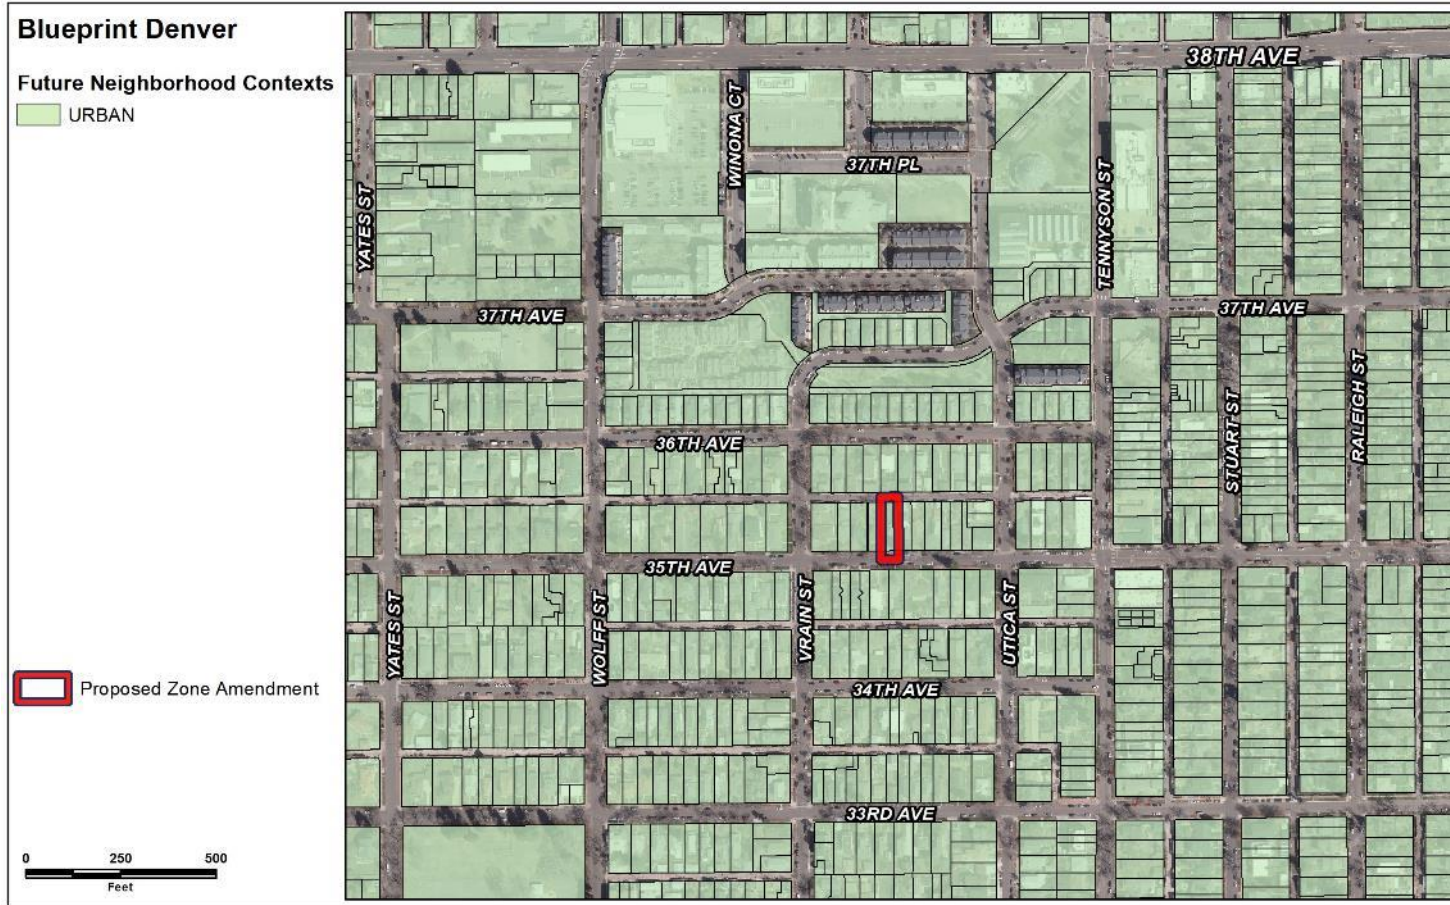 Blueprint Denver
Future Neighborhood Contexts
URBAN
Proposed Zone Amendment
0 250 500
Feet
38TH AVE
WINONA CT
37TH PL
YATES ST
TENNYSON ST
37TH AVE
37TH AVE
RALEIGH ST
STUART ST
36TH AVE
35TH AVE
YATES ST
WOLFF ST
VRAIN ST
UTICA ST
34TH AVE
33RD AVE